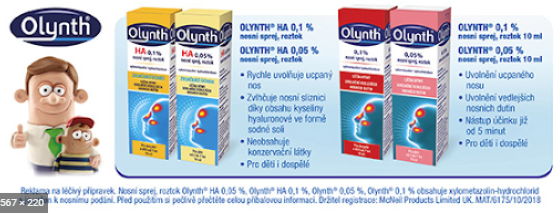 Olynth®
Olynth
HA 0,1%
nosní sprej, roztok
Olynth
HA 0,05%
nosní sprej, roztok
OLYNTH® HA 0,1 %
nosní sprej, roztok
OLYNTH® HA 0,05 %
nosní sprej, roztok
• Rychle uvolňuje ucpaný
nos
• Zvlhčuje nosní sliznici
díky obsahu kyseliny
hyaluronové ve formě
sodné soli
• Neobsahuje
konzervační látky
• Pro děti i dospělé
Olynth
0,1%
nosní sprej, roztok
Olynth
0,05%
nosní sprej, roztok
OLYNTH® 0,1 %
nosní sprej, roztok 10 ml
OLYNTH® 0,05 %
nosní sprej, roztok 10 ml
• Uvolnění ucpaného
nosu
• Uvolnění vedlejších
nosních dutin
• Nástup účinku již
od 5 minut
• Pro děti i dospělé
Reklama na léčivý přípravek. Nosní sprej, roztok Olynth® HA 0,05 %, Olynth® HA 0,1 %, Olynth® 0,05 %, Olynth® 0,1 % obsahuje xylometazolin-hydrochlorid
k nosnímu podání. Před použitím si pečlivě přečtěte celou příbalovou informaci. Držitel registrace: McNeil Products Limited UK. MAT/6175/10/2018
567 × 220